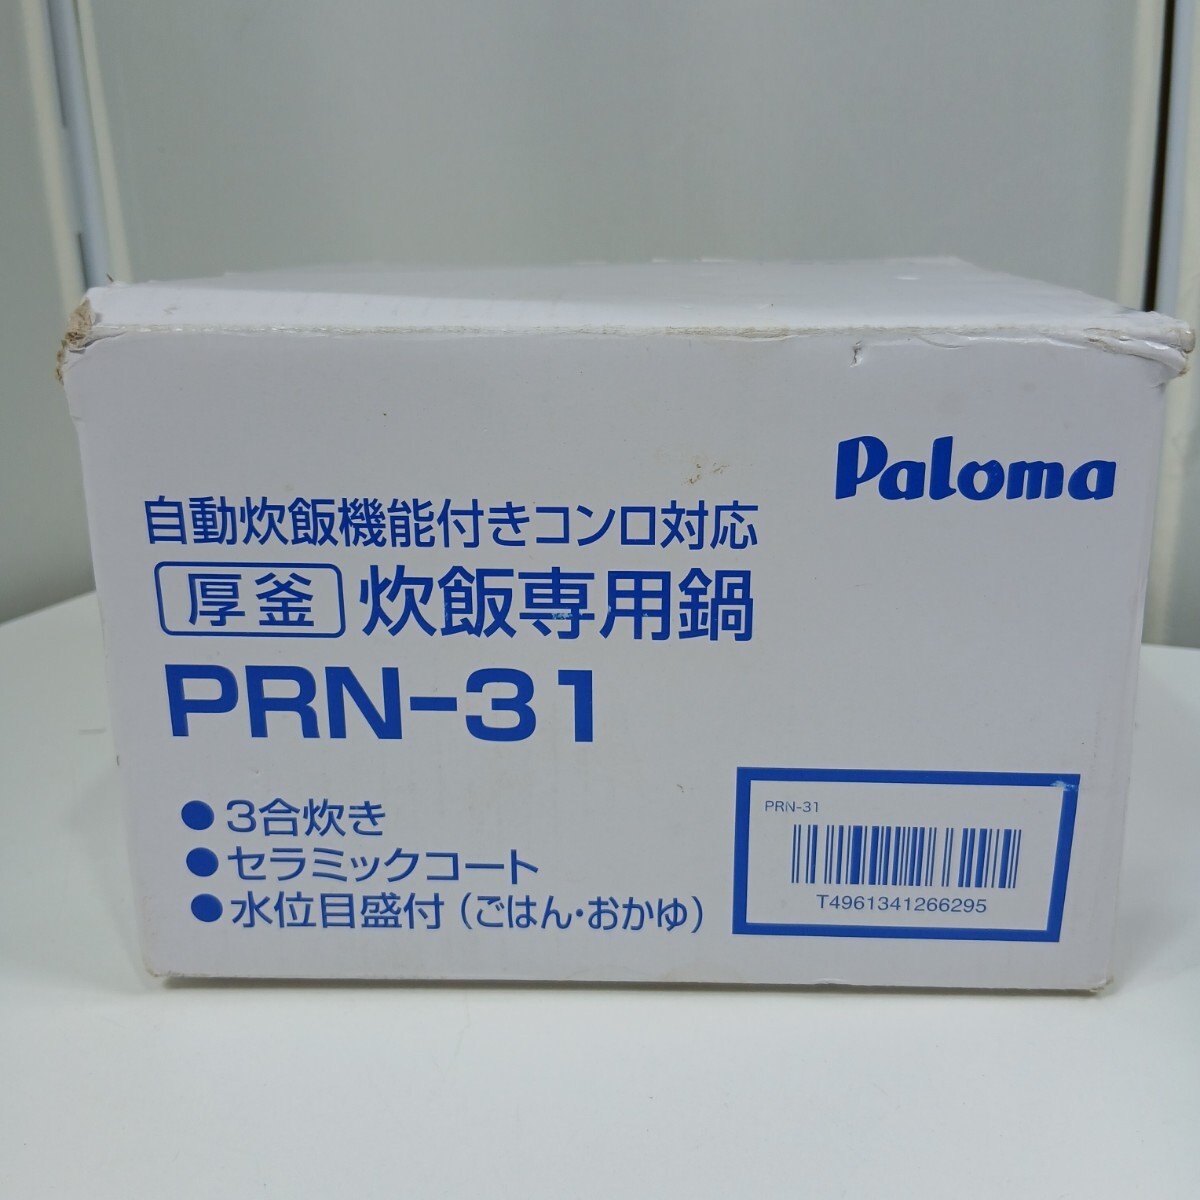 Paloma
自動炊飯機能付きコンロ対応
厚釜 炊飯専用鍋
PRN-31
●3合炊き
●セラミックコート
●水位目盛付（ごはん・おかゆ）
PRN-31
T4961341266295